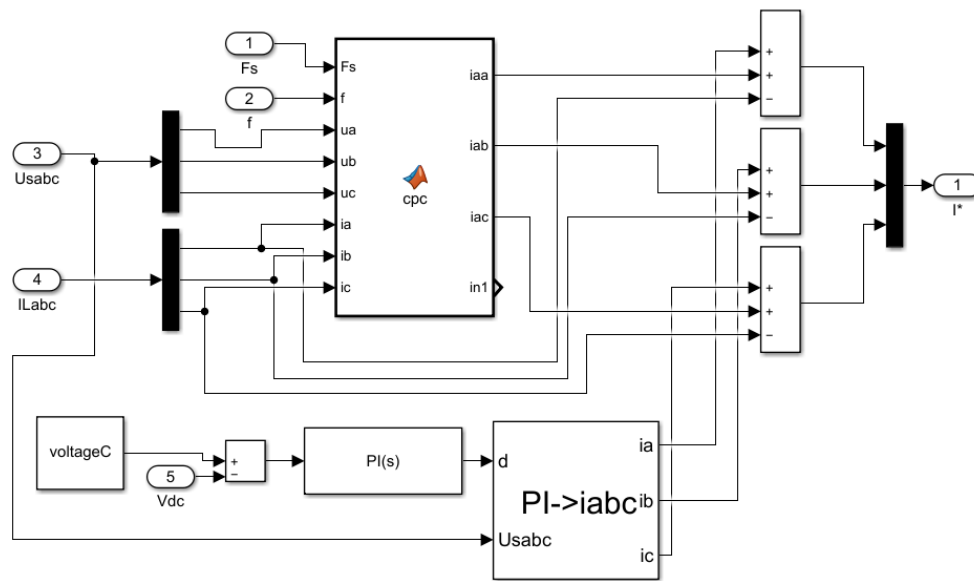 1
Fs
2
f
3
Usabc
4
ILabc
Fs
f
ua
ub
uc
ia
ib
ic
cpc
iaa
iab
iac
in1
+
+
−
+
+
−
+
+
−
1
I*
voltageC
5
Vdc
+
−
PI(s)
d
Usabc
PI->iabc
ia
ib
ic